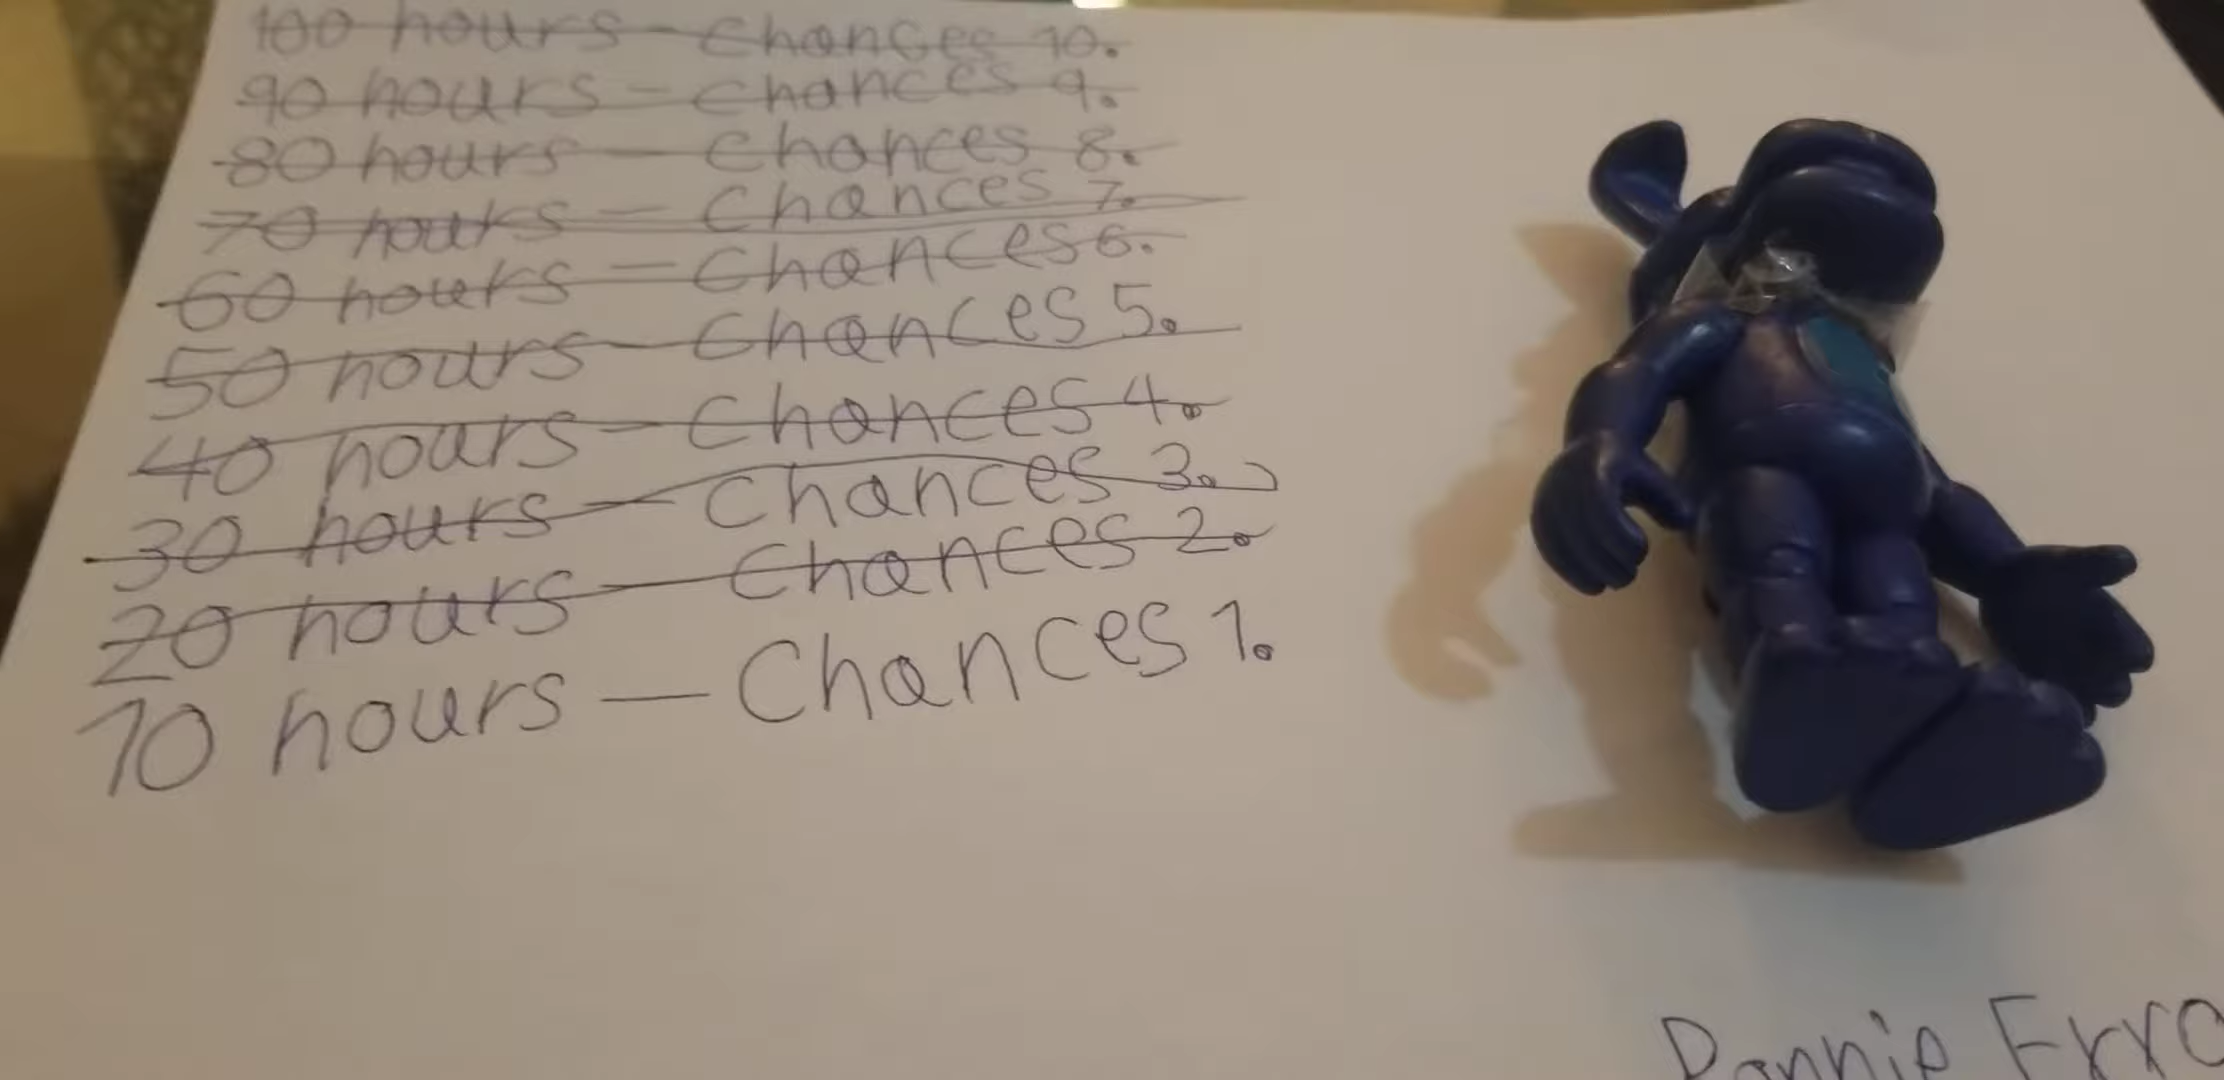 100 hours - Chances 10.
90 hours - Chances 9.
80 hours - Chances 8.
70 hours - Chances 7.
60 hours - Chances 6.
50 hours - Chances 5.
40 hours - Chances 4.
30 hours - Chances 3.
20 hours - Chances 2.
10 hours - Chances 1.
Bonnie Erro